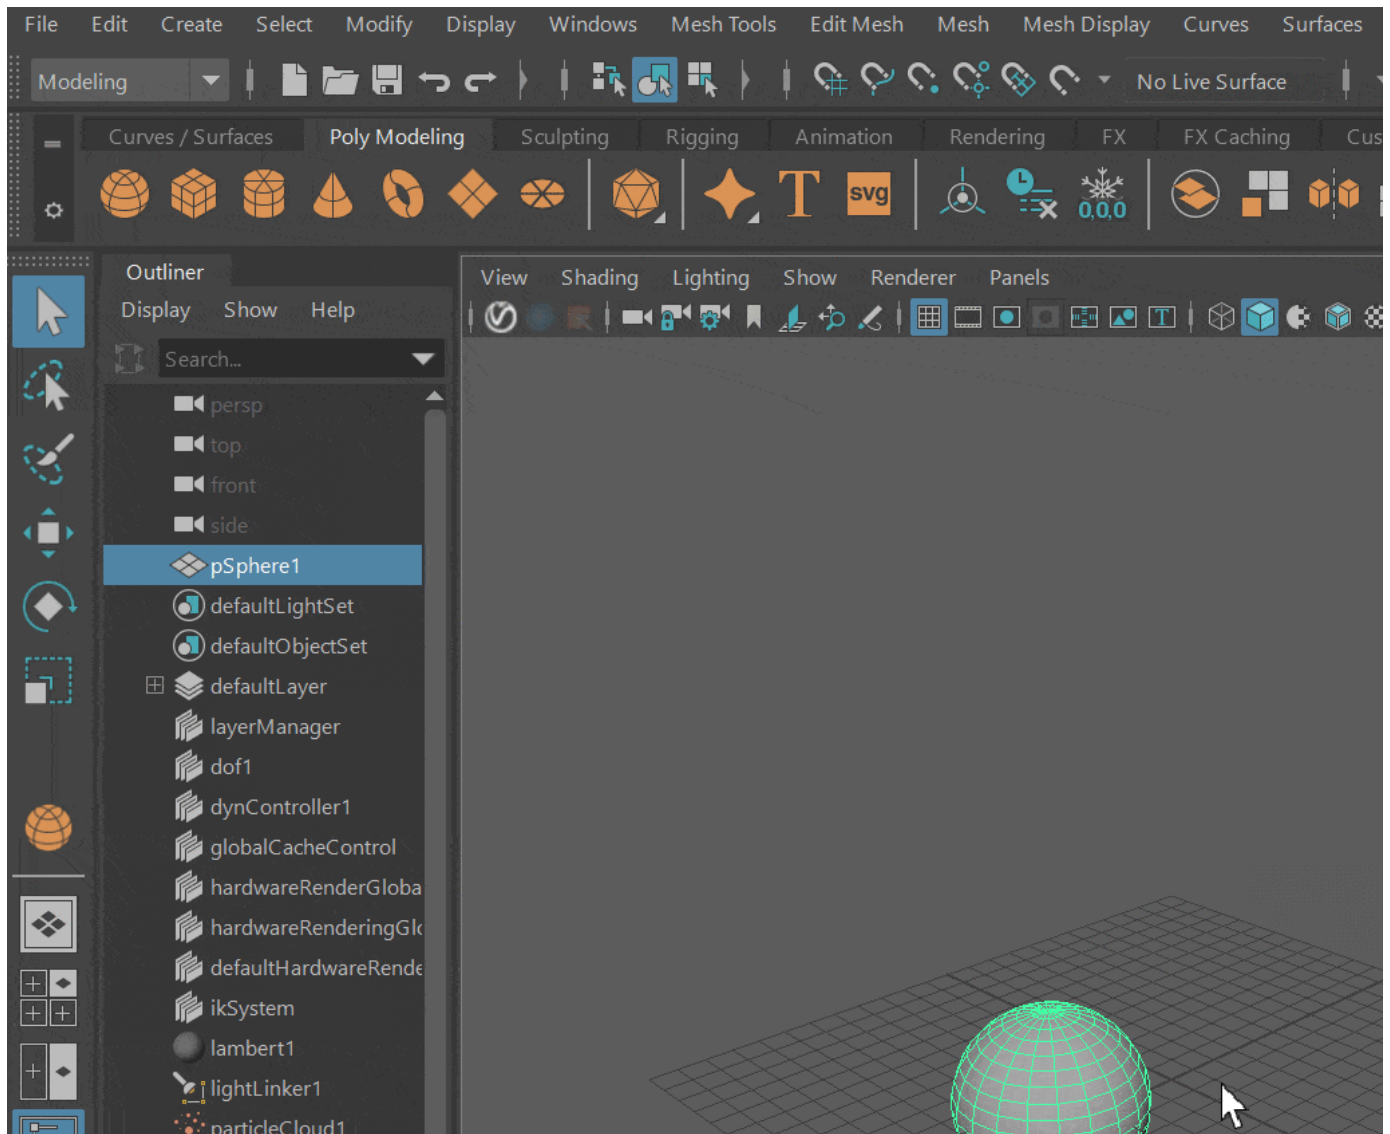 File Edit Create Select Modify Display Windows Mesh Tools Edit Mesh Mesh Mesh Display Curves Surfaces
Modeling No Live Surface
Curves / Surfaces Poly Modeling Sculpting Rigging Animation Rendering FX FX Caching Cus
T svg 0,0,0
Outliner
Display Show Help
View Shading Lighting Show Renderer Panels
T
Search...
persp
top
front
side
pSphere1
defaultLightSet
defaultObjectSet
defaultLayer
layerManager
dof1
dynController1
globalCacheControl
hardwareRenderGloba
hardwareRenderingGlo
defaultHardwareRende
ikSystem
lambert1
lightLinker1
particleCloud1